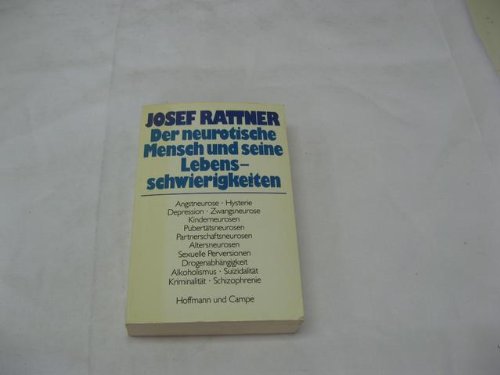 JOSEF RATTNER
Der neurotische
Mensch und seine
Lebens-
schwierigkeiten
Angstneurose · Hysterie
Depression · Zwangsneurose
Kinderneurosen
Pubertätsneurosen
Partnerschaftsneurosen
Altersneurosen
Sexuelle Perversionen
Drogenabhängigkeit
Alkoholismus · Suizidalität
Kriminalität · Schizophrenie
Hoffmann und Campe